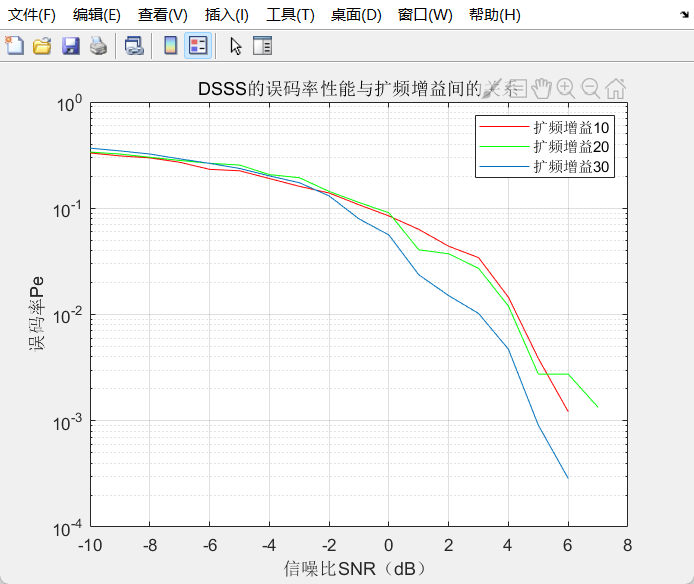 文件(F) 编辑(E) 查看(V) 插入(I) 工具(T) 桌面(D) 窗口(W) 帮助(H)
DSSS的误码率性能与扩频增益间的关系
扩频增益10
扩频增益20
扩频增益30
误码率Pe
10^0
10^-1
10^-2
10^-3
10^-4
-10 -8 -6 -4 -2 0 2 4 6 8
信噪比SNR（dB）